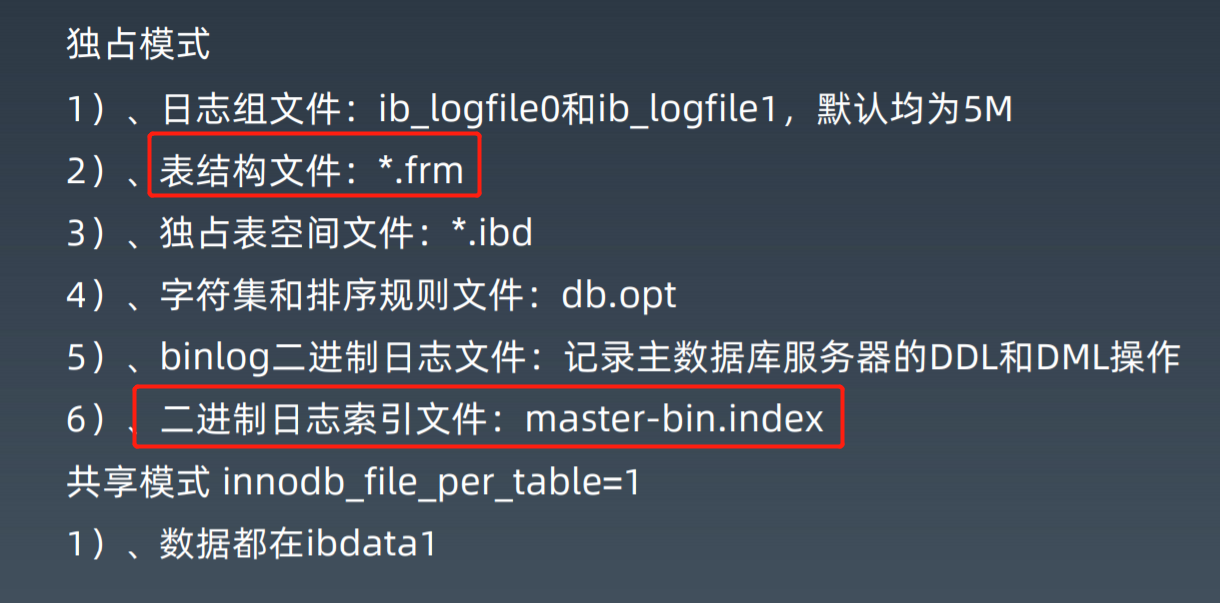 独占模式
1）、日志组文件：ib_logfile0和ib_logfile1，默认均为5M
2）、表结构文件：*.frm
3）、独占表空间文件：*.ibd
4）、字符集和排序规则文件：db.opt
5）、binlog二进制日志文件：记录主数据库服务器的DDL和DML操作
6）、二进制日志索引文件：master-bin.index
共享模式 innodb_file_per_table=1
1）、数据都在ibdata1